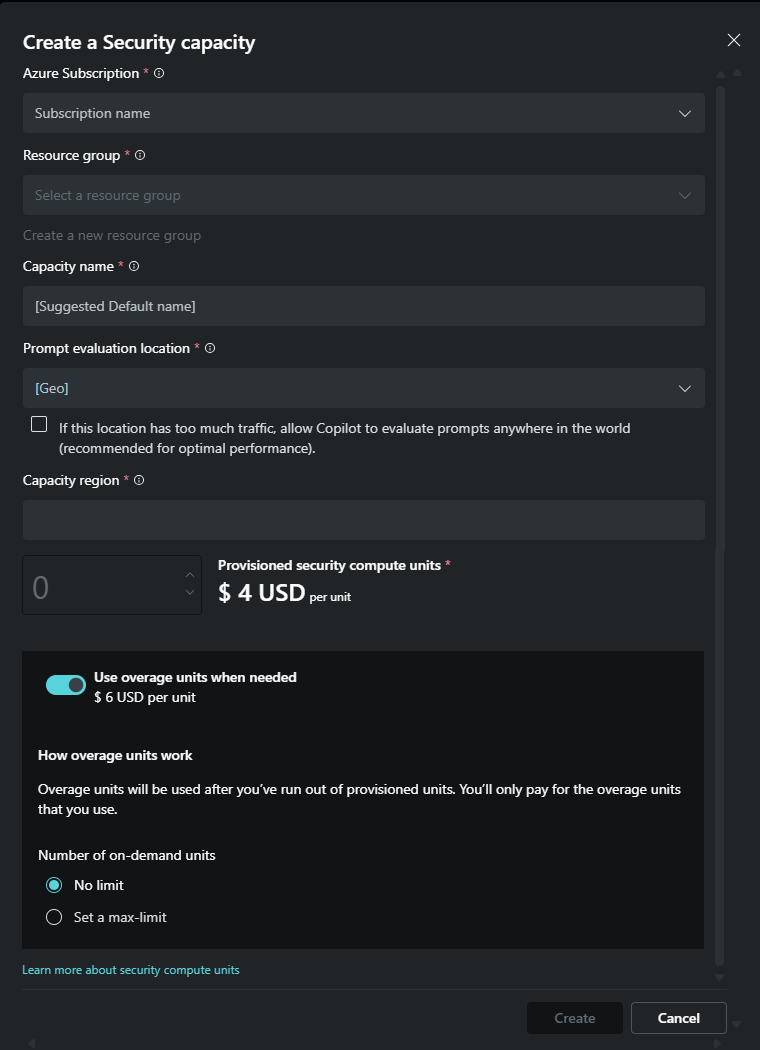 Create a Security capacity
Azure Subscription *
Subscription name
Resource group *
Select a resource group
Create a new resource group
Capacity name *
[Suggested Default name]
Prompt evaluation location *
[Geo]
If this location has too much traffic, allow Copilot to evaluate prompts anywhere in the world
(recommended for optimal performance).
Capacity region *
0
Provisioned security compute units *
$ 4 USD per unit
Use overage units when needed
$ 6 USD per unit
How overage units work
Overage units will be used after you’ve run out of provisioned units. You’ll only pay for the overage units
that you use.
Number of on-demand units
No limit
Set a max-limit
Learn more about security compute units
Create
Cancel